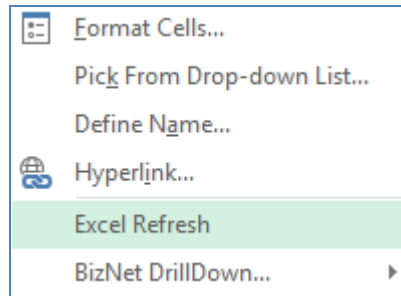 Format Cells...
Pick From Drop-down List...
Define Name...
Hyperlink...
Excel Refresh
BizNet DrillDown...